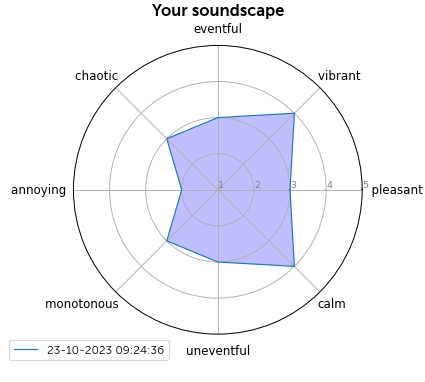 Your soundscape
eventful
chaotic
vibrant
annoying
1 2 3 4 5
pleasant
monotonous
calm
uneventful
23-10-2023 09:24:36